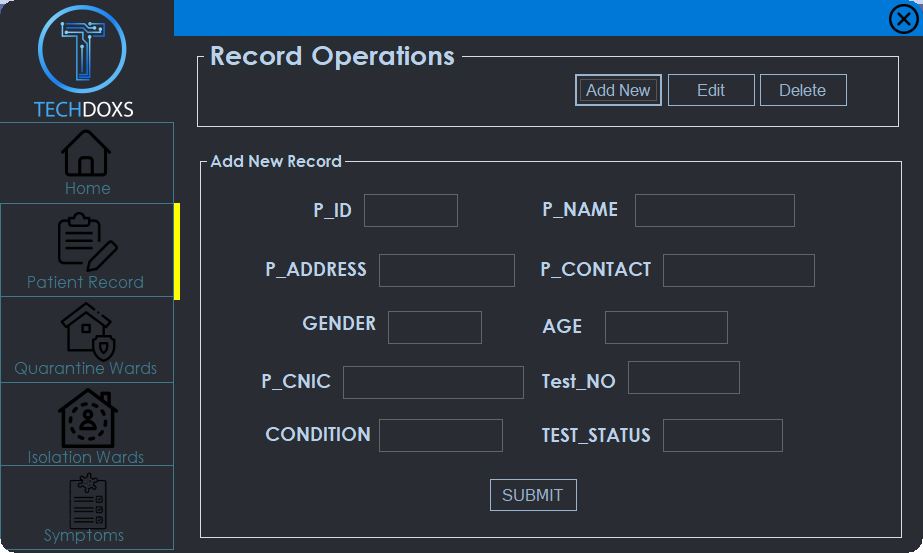 TECHDOXS
Home
Patient Record
Quarantine Wards
Isolation Wards
Symptoms
Record Operations
Add New Edit Delete
Add New Record
P_ID P_NAME
P_ADDRESS P_CONTACT
GENDER AGE
P_CNIC Test_NO
CONDITION TEST_STATUS
SUBMIT